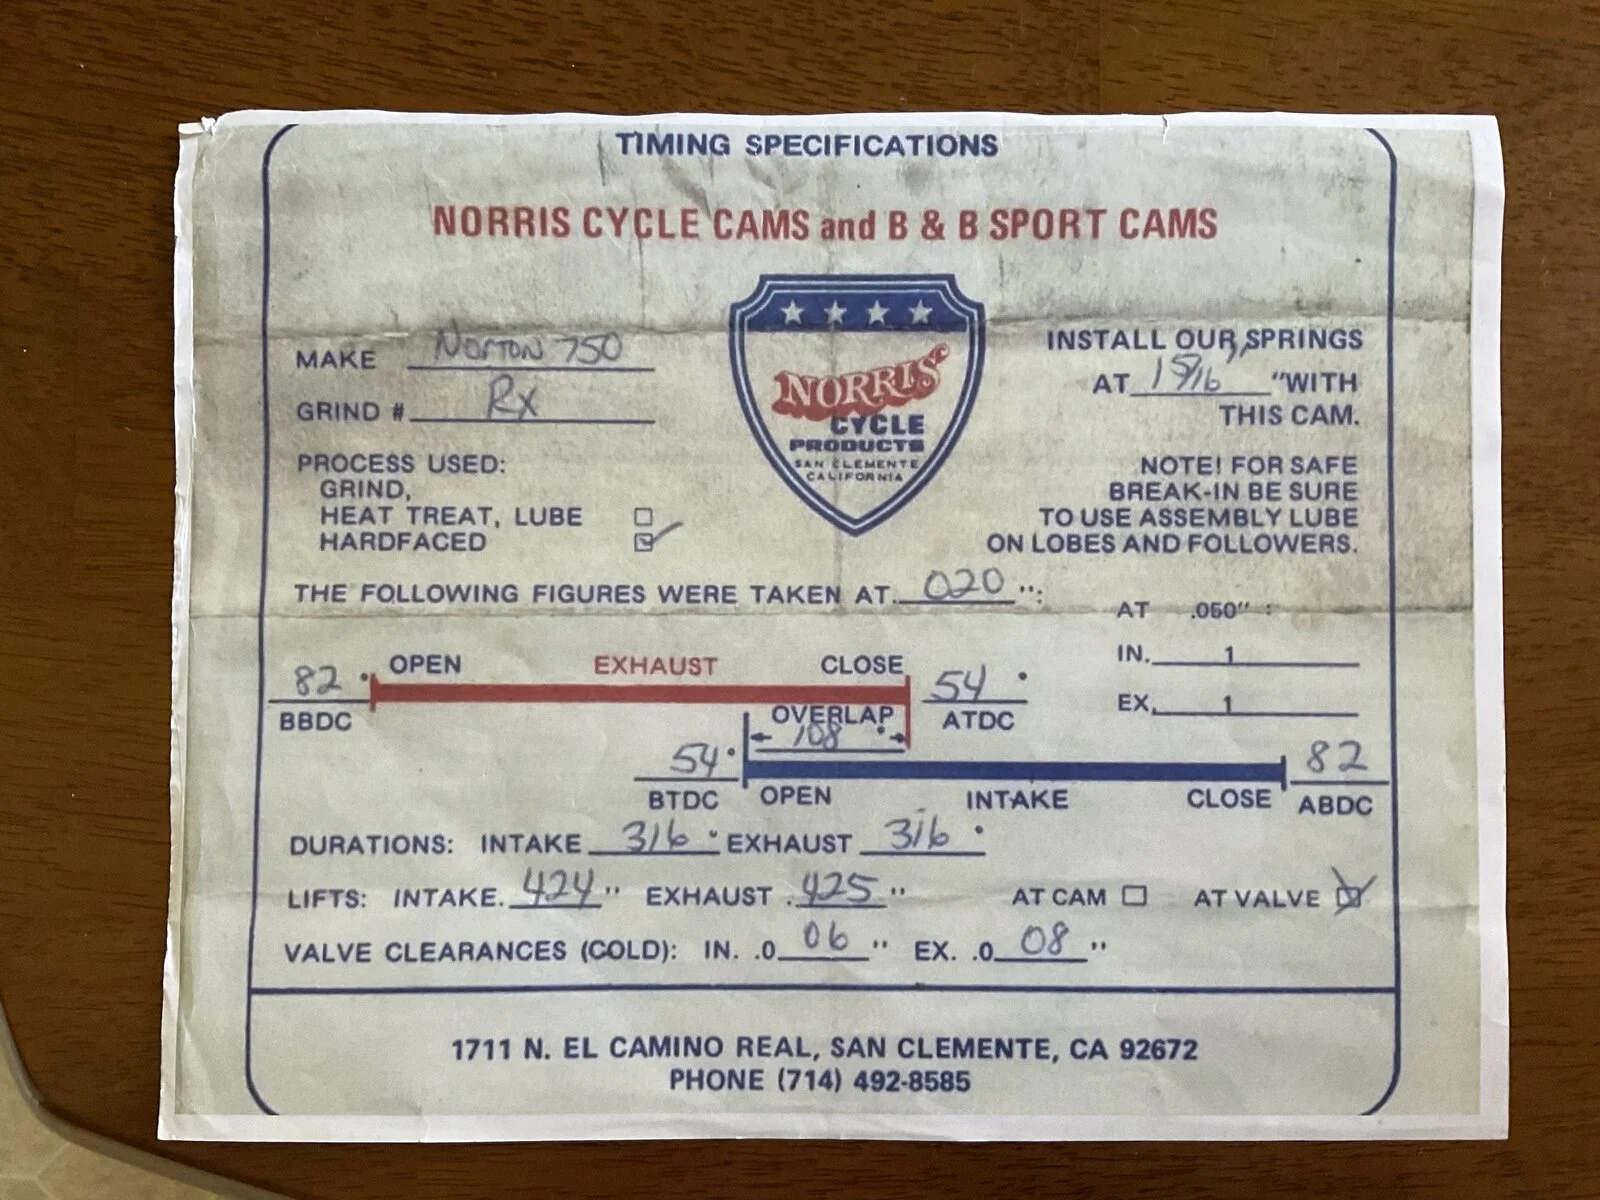 TIMING SPECIFICATIONS
NORRIS CYCLE CAMS and B & B SPORT CAMS
NORRIS
CYCLE
PRODUCTS
SAN CLEMENTE
CALIFORNIA
MAKE Norton 750
GRIND # Rx
PROCESS USED:
GRIND,
HEAT TREAT, LUBE
HARDFACED
INSTALL OUR SPRINGS
AT 1 5/16 "WITH
THIS CAM.
NOTE! FOR SAFE
BREAK-IN BE SURE
TO USE ASSEMBLY LUBE
ON LOBES AND FOLLOWERS.
THE FOLLOWING FIGURES WERE TAKEN AT .020 ":
AT .050" :
IN. 1
EX. 1
OPEN EXHAUST CLOSE
82°
BBDC
54°
ATDC
OVERLAP
108°
54°
BTDC
OPEN INTAKE CLOSE
82
ABDC
DURATIONS: INTAKE 316° EXHAUST 316°
LIFTS: INTAKE .424" EXHAUST .425" AT CAM AT VALVE
VALVE CLEARANCES (COLD): IN. .0 06 " EX. .0 08 "
1711 N. EL CAMINO REAL, SAN CLEMENTE, CA 92672
PHONE (714) 492-8585